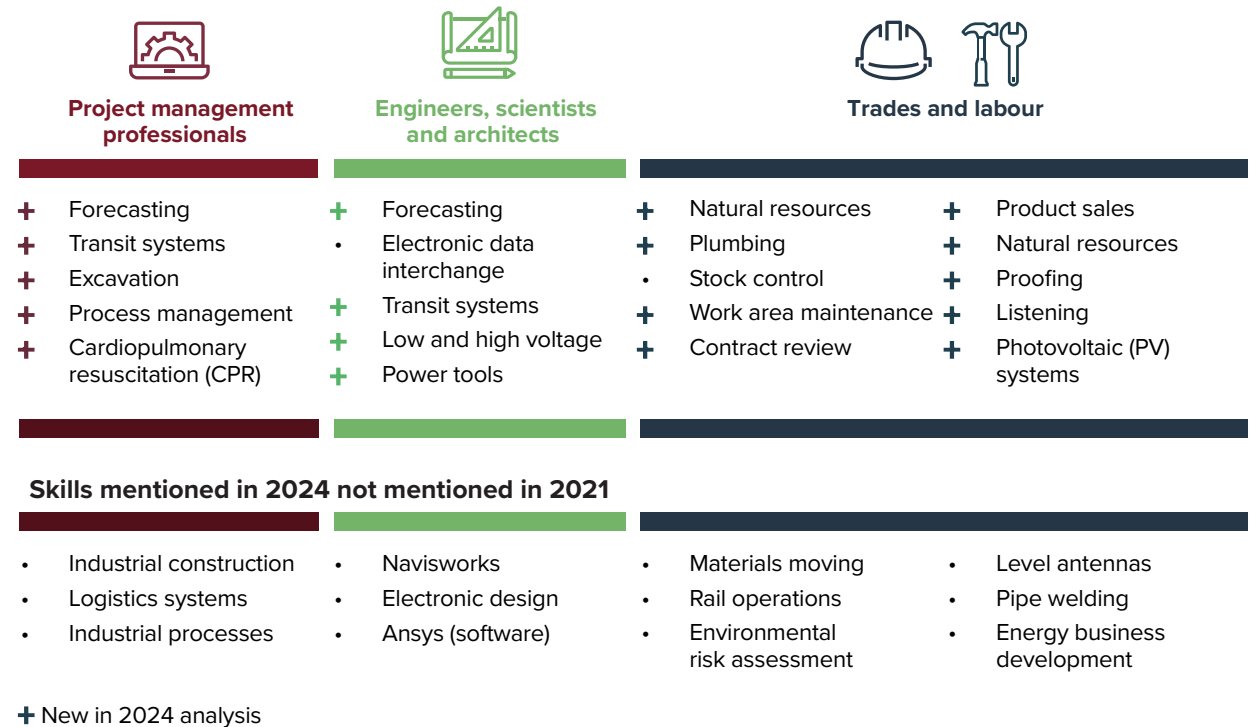 Project management
professionals
Engineers, scientists
and architects
Trades and labour
+ Forecasting
+ Transit systems
+ Excavation
+ Process management
+ Cardiopulmonary
resuscitation (CPR)
+ Forecasting
• Electronic data
interchange
+ Transit systems
+ Low and high voltage
+ Power tools
+ Natural resources
+ Plumbing
• Stock control
+ Work area maintenance
+ Contract review
+ Product sales
+ Natural resources
+ Proofing
+ Listening
+ Photovoltaic (PV)
systems
Skills mentioned in 2024 not mentioned in 2021
• Industrial construction
• Logistics systems
• Industrial processes
• Navisworks
• Electronic design
• Ansys (software)
• Materials moving
• Rail operations
• Environmental
risk assessment
• Level antennas
• Pipe welding
• Energy business
development
+ New in 2024 analysis